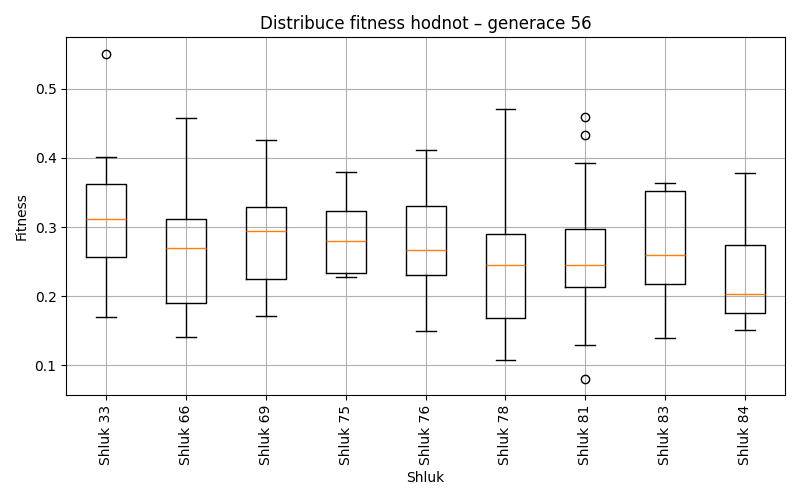 Distribuce fitness hodnot – generace 56
Fitness
0.5
0.4
0.3
0.2
0.1
Shluk 33
Shluk 66
Shluk 69
Shluk 75
Shluk 76
Shluk 78
Shluk 81
Shluk 83
Shluk 84
Shluk